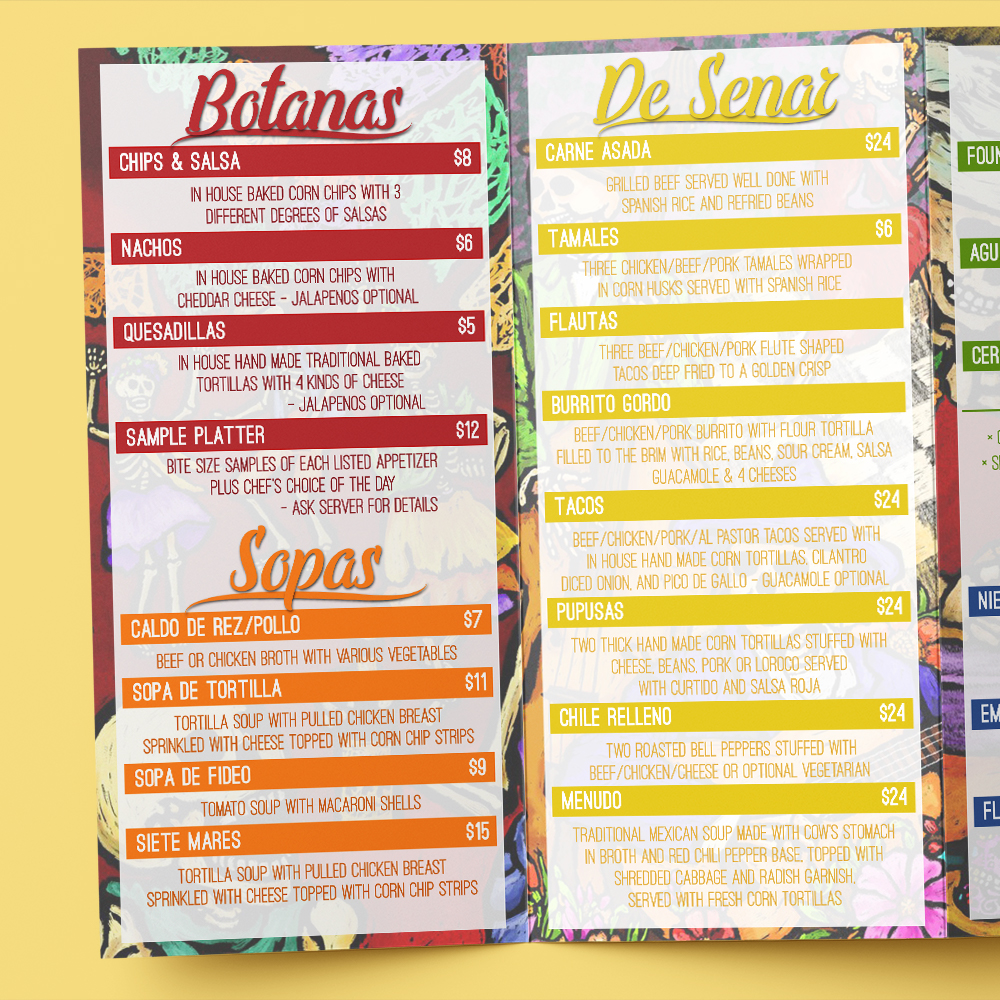 Botanas
CHIPS & SALSA $8
IN HOUSE BAKED CORN CHIPS WITH 3
DIFFERENT DEGREES OF SALSAS
NACHOS $6
IN HOUSE BAKED CORN CHIPS WITH
CHEDDAR CHEESE - JALAPENOS OPTIONAL
QUESADILLAS $5
IN HOUSE HAND MADE TRADITIONAL BAKED
TORTILLAS WITH 4 KINDS OF CHEESE
- JALAPENOS OPTIONAL
SAMPLE PLATTER $12
BITE SIZE SAMPLES OF EACH LISTED APPETIZER
PLUS CHEF'S CHOICE OF THE DAY
- ASK SERVER FOR DETAILS
Sopas
CALDO DE REZ/POLLO $7
BEEF OR CHICKEN BROTH WITH VARIOUS VEGETABLES
SOPA DE TORTILLA $11
TORTILLA SOUP WITH PULLED CHICKEN BREAST
SPRINKLED WITH CHEESE TOPPED WITH CORN CHIP STRIPS
SOPA DE FIDEO $9
TOMATO SOUP WITH MACARONI SHELLS
SIETE MARES $15
TORTILLA SOUP WITH PULLED CHICKEN BREAST
SPRINKLED WITH CHEESE TOPPED WITH CORN CHIP STRIPS
De Senar
CARNE ASADA $24
GRILLED BEEF SERVED WELL DONE WITH
SPANISH RICE AND REFRIED BEANS
TAMALES $6
THREE CHICKEN/BEEF/PORK TAMALES WRAPPED
IN CORN HUSKS SERVED WITH SPANISH RICE
FLAUTAS
THREE BEEF/CHICKEN/PORK FLUTE SHAPED
TACOS DEEP FRIED TO A GOLDEN CRISP
BURRITO GORDO
BEEF/CHICKEN/PORK BURRITO WITH FLOUR TORTILLA
FILLED TO THE BRIM WITH RICE, BEANS, SOUR CREAM, SALSA
GUACAMOLE & 4 CHEESES
TACOS $24
BEEF/CHICKEN/PORK/AL PASTOR TACOS SERVED WITH
IN HOUSE HAND MADE CORN TORTILLAS, CILANTRO
DICED ONION, AND PICO DE GALLO - GUACAMOLE OPTIONAL
PUPUSAS $24
TWO THICK HAND MADE CORN TORTILLAS STUFFED WITH
CHEESE, BEANS, PORK OR LOROCO SERVED
WITH CURTIDO AND SALSA ROJA
CHILE RELLENO $24
TWO ROASTED BELL PEPPERS STUFFED WITH
BEEF/CHICKEN/CHEESE OR OPTIONAL VEGETARIAN
MENUDO $24
TRADITIONAL MEXICAN SOUP MADE WITH COW'S STOMACH
IN BROTH AND RED CHILI PEPPER BASE, TOPPED WITH
SHREDDED CABBAGE AND RADISH GARNISH,
SERVED WITH FRESH CORN TORTILLAS
FOUN
AGU
CER
NIE
EM
FL